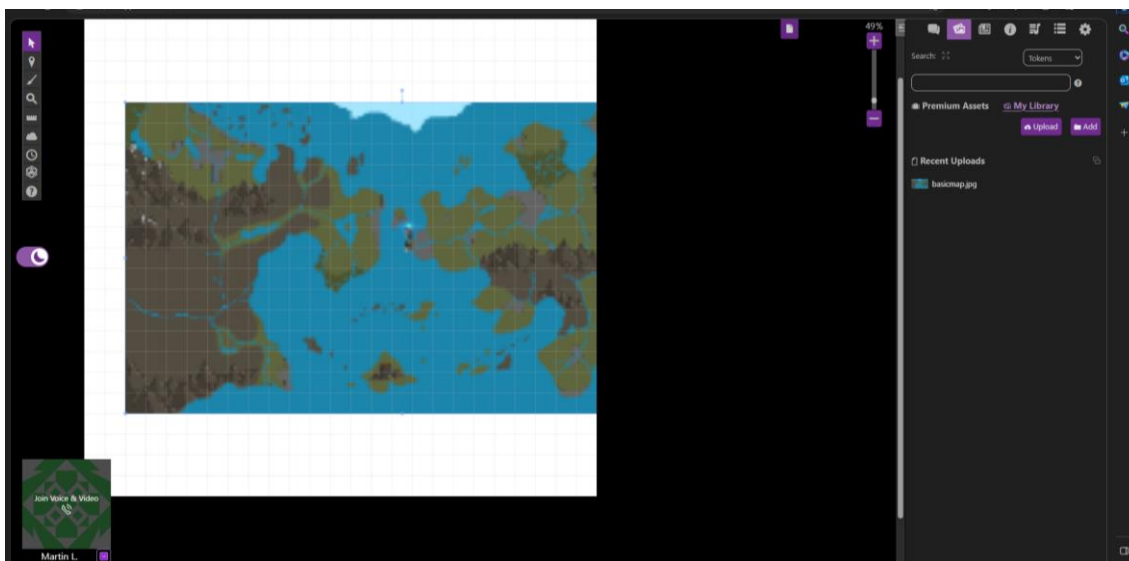 49%
Search:
Tokens
Premium Assets
My Library
Upload
Add
Recent Uploads
basicmap.jpg
Join Voice & Video
Martin L.